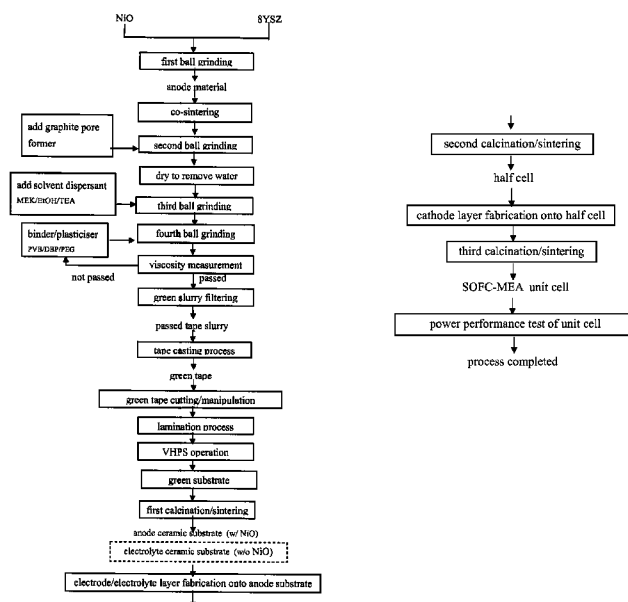 NiO
8YSZ
first ball grinding
anode material
co-sintering
add graphite pore
former
second ball grinding
dry to remove water
add solvent dispersant
MEK/EtOH/TEA
third ball grinding
binder/plasticiser
PVB/DBP/PEG
fourth ball grinding
viscosity measurement
not passed
passed
green slurry filtering
passed tape slurry
tape casting process
green tape
green tape cutting/manipulation
lamination process
VHPS operation
green substrate
first calcination/sintering
anode ceramic substrate (w/ NiO)
electrolyte ceramic substrate (w/o NiO)
electrode/electrolyte layer fabrication onto anode substrate
second calcination/sintering
half cell
cathode layer fabrication onto half cell
third calcination/sintering
SOFC-MEA unit cell
power performance test of unit cell
process completed